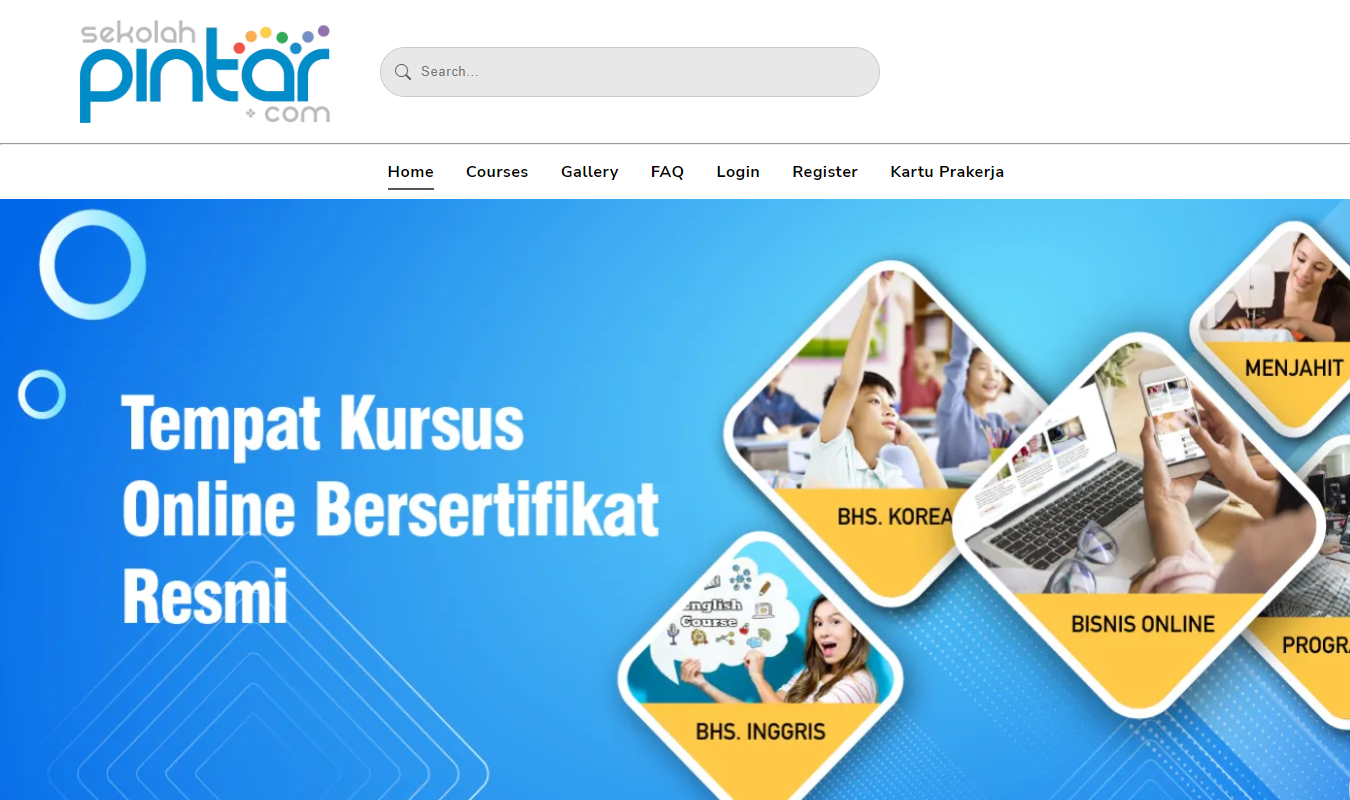 sekolah
pintar
com
Search...
Home Courses Gallery FAQ Login Register Kartu Prakerja
Tempat Kursus
Online Bersertifikat
Resmi
MENJAHIT
BHS. KOREA
BISNIS ONLINE
PROGRA
English
Course
BHS. INGGRIS